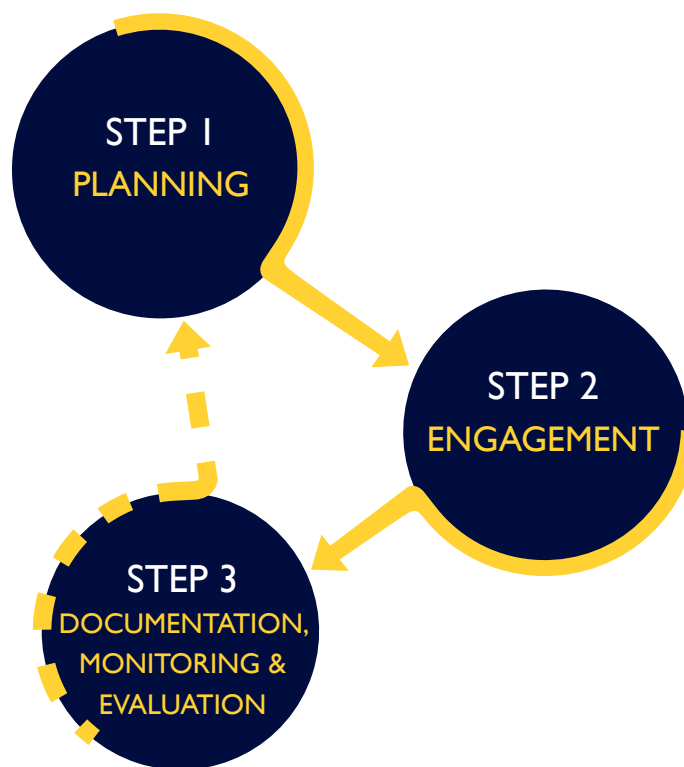 STEP 1
PLANNING
STEP 2
ENGAGEMENT
STEP 3
DOCUMENTATION,
MONITORING &
EVALUATION